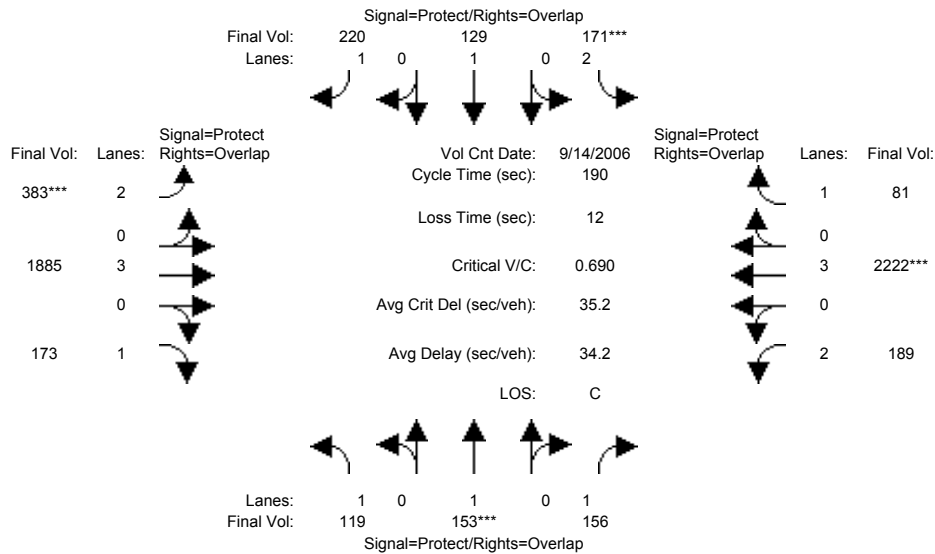 Signal=Protect/Rights=Overlap
Final Vol: 220 129 171***
Lanes: 1 0 1 0 2
Signal=Protect Signal=Protect
Final Vol: Lanes: Rights=Overlap Vol Cnt Date: 9/14/2006 Rights=Overlap Lanes: Final Vol:
Cycle Time (sec): 190
383*** 2 1 81
Loss Time (sec): 12
0 0
1885 3 Critical V/C: 0.690 3 2222***
0 Avg Crit Del (sec/veh): 35.2 0
173 1 Avg Delay (sec/veh): 34.2 2 189
LOS: C
Lanes: 1 0 1 0 1
Final Vol: 119 153*** 156
Signal=Protect/Rights=Overlap